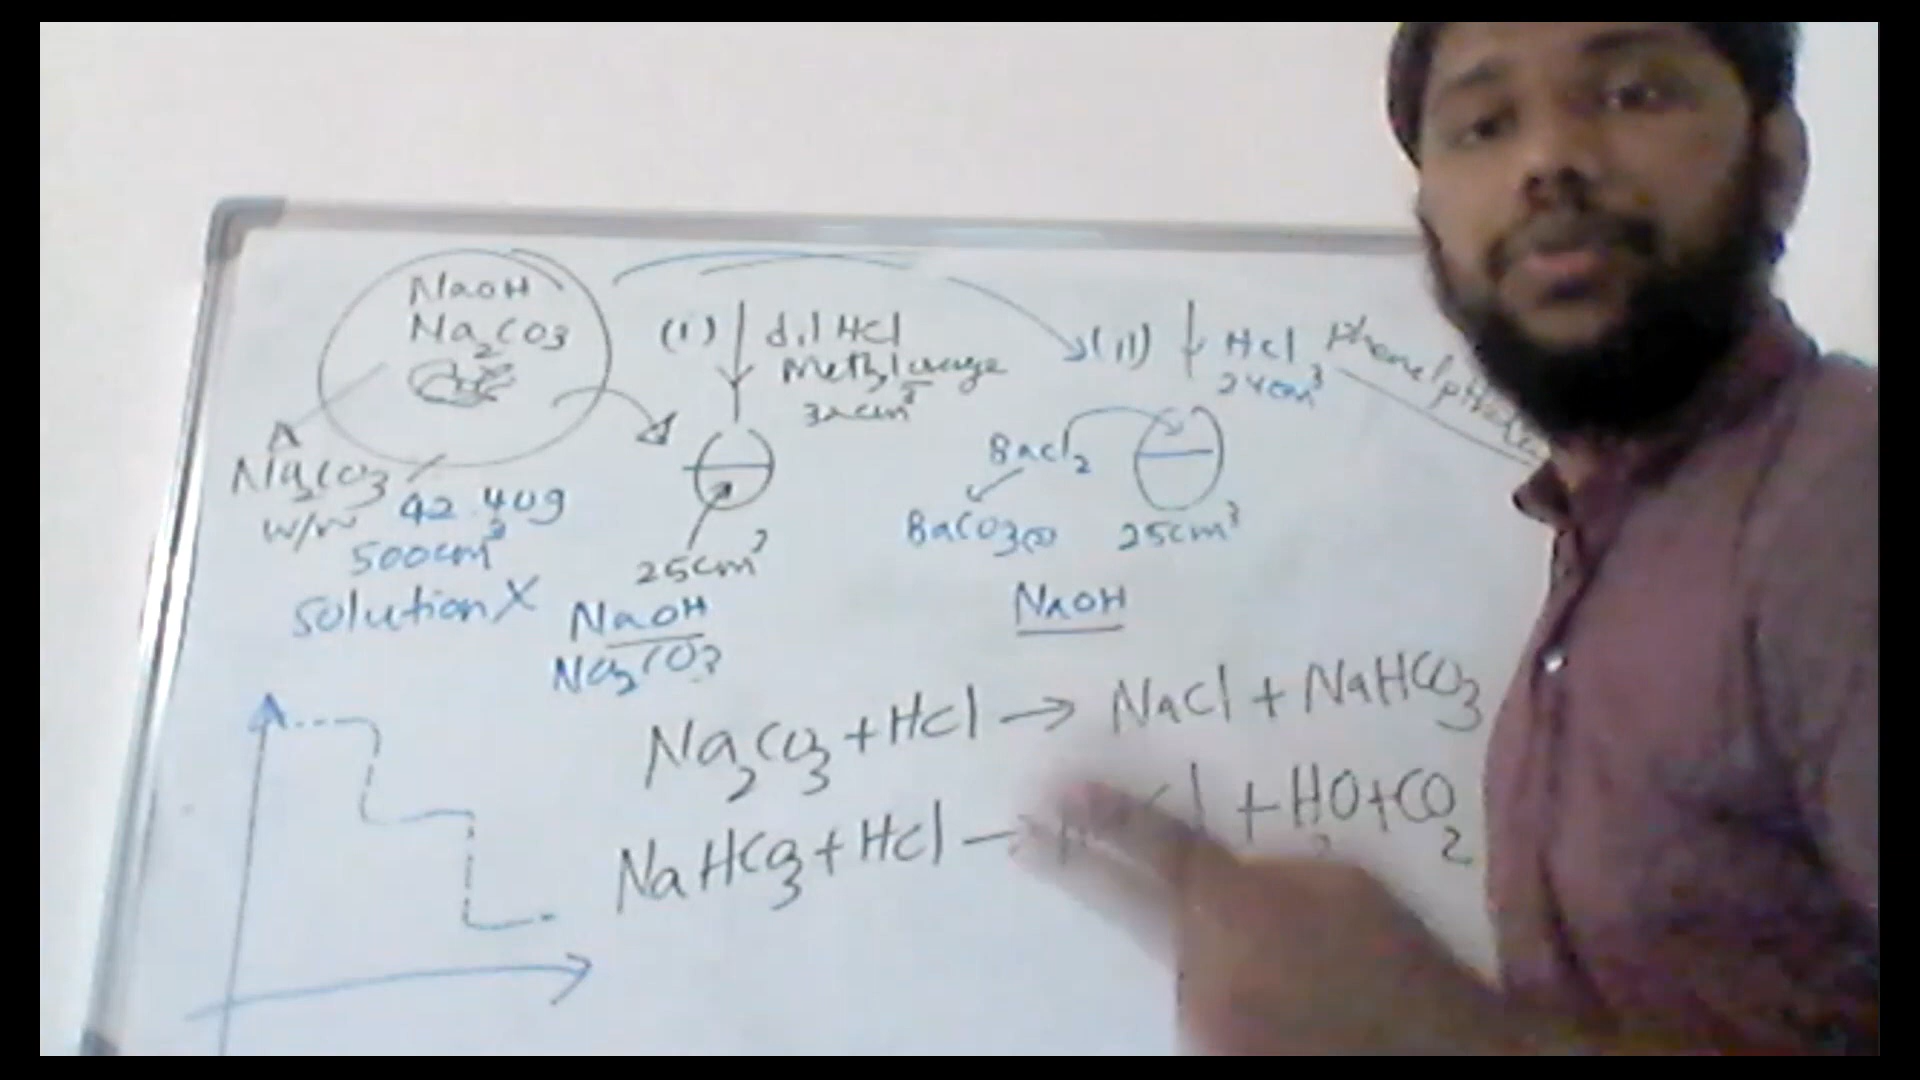 NaOH
Na2CO3
Na2CO3
W/W
42.40g
500cm3
Solution X
(i) dil HCl
Methyl orange
32cm3
25cm3
NaOH
Na2CO3
(ii) HCl
24cm3
BaCl2
BaCO3(s)
25cm3
NaOH
Na2CO3 + HCl → NaCl + NaHCO3
NaHCO3 + HCl → + H2O + CO2